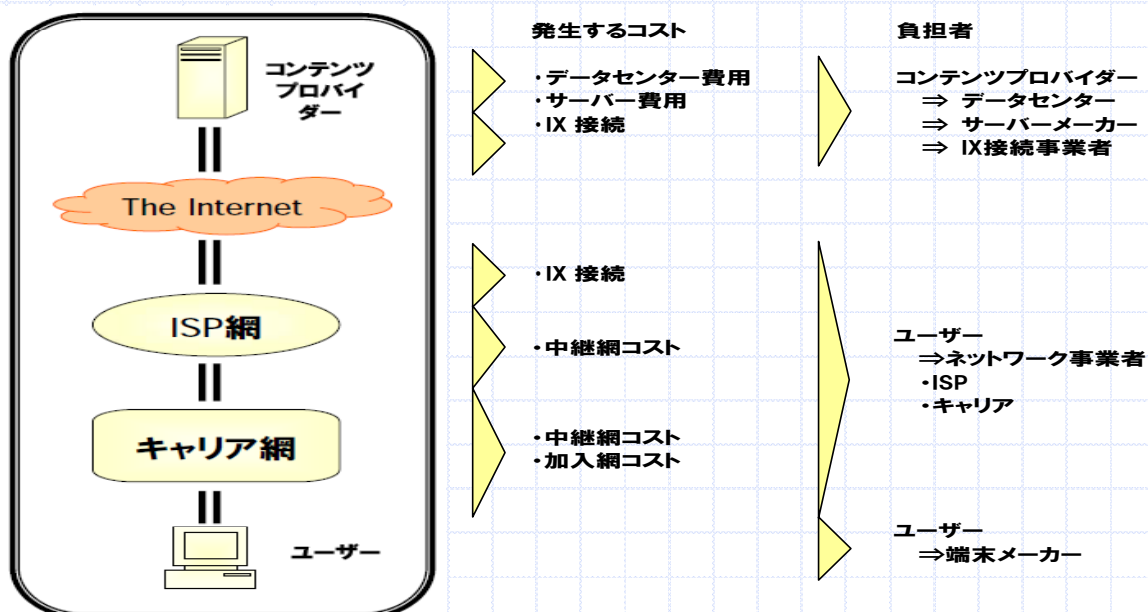 コンテンツ
プロバイ
ダー
The Internet
ISP網
キャリア網
ユーザー
発生するコスト
・データセンター費用
・サーバー費用
・IX 接続
・IX 接続
・中継網コスト
・中継網コスト
・加入網コスト
負担者
コンテンツプロバイダー
⇒ データセンター
⇒ サーバーメーカー
⇒ IX接続事業者
ユーザー
⇒ネットワーク事業者
・ISP
・キャリア
ユーザー
⇒端末メーカー